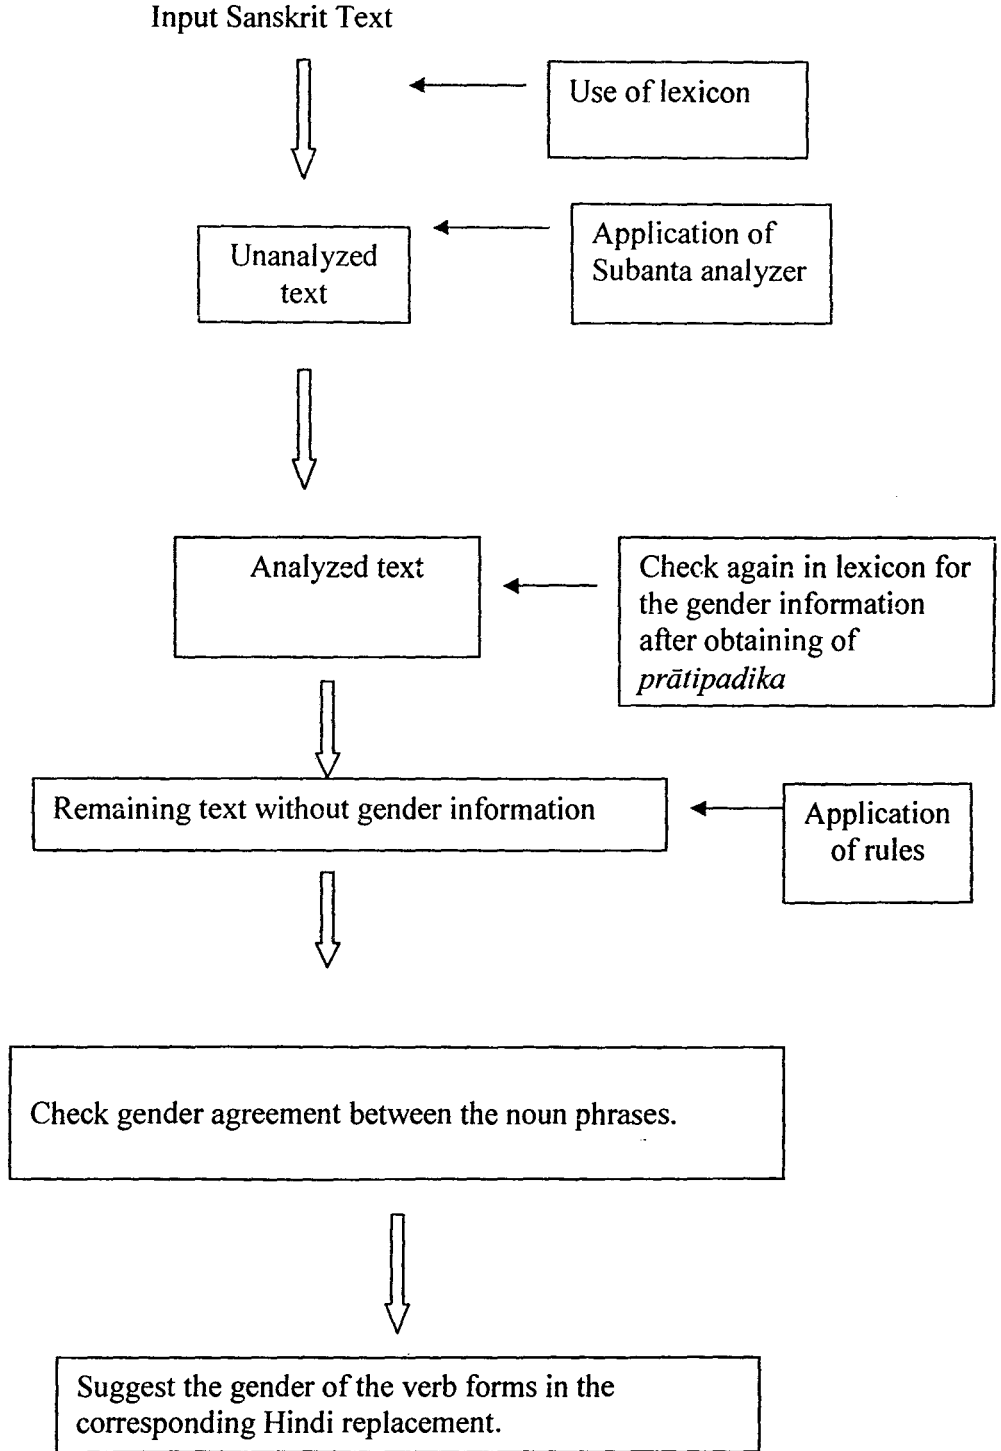 Input Sanskrit Text
Use of lexicon
Application of
Subanta analyzer
Unanalyzed
text
Analyzed text
Check again in lexicon for
the gender information
after obtaining of
prātipadika
Remaining text without gender information
Application
of rules
Check gender agreement between the noun phrases.
Suggest the gender of the verb forms in the
corresponding Hindi replacement.